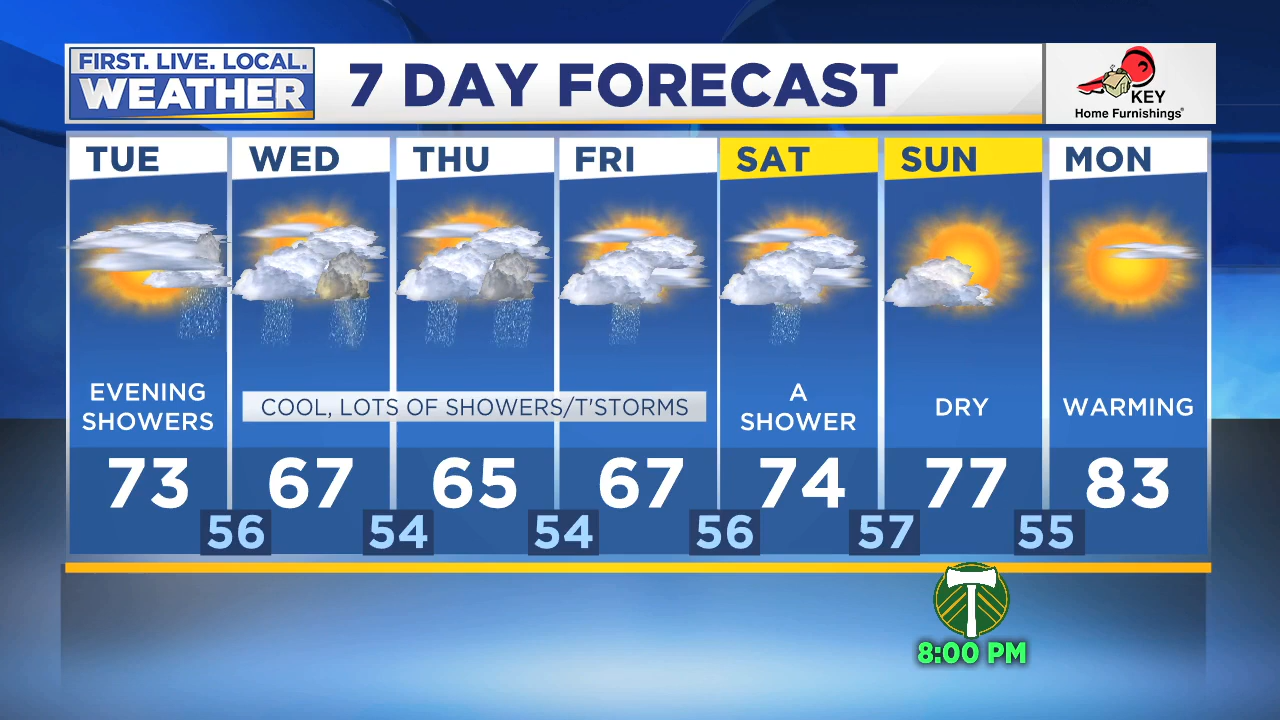 FIRST. LIVE. LOCAL.
WEATHER
7 DAY FORECAST
KEY
Home Furnishings®
TUE WED THU FRI SAT SUN MON
EVENING
SHOWERS
COOL, LOTS OF SHOWERS/T'STORMS
A
SHOWER
DRY
WARMING
73 67 65 67 74 77 83
56 54 54 56 57 55
T
8:00 PM